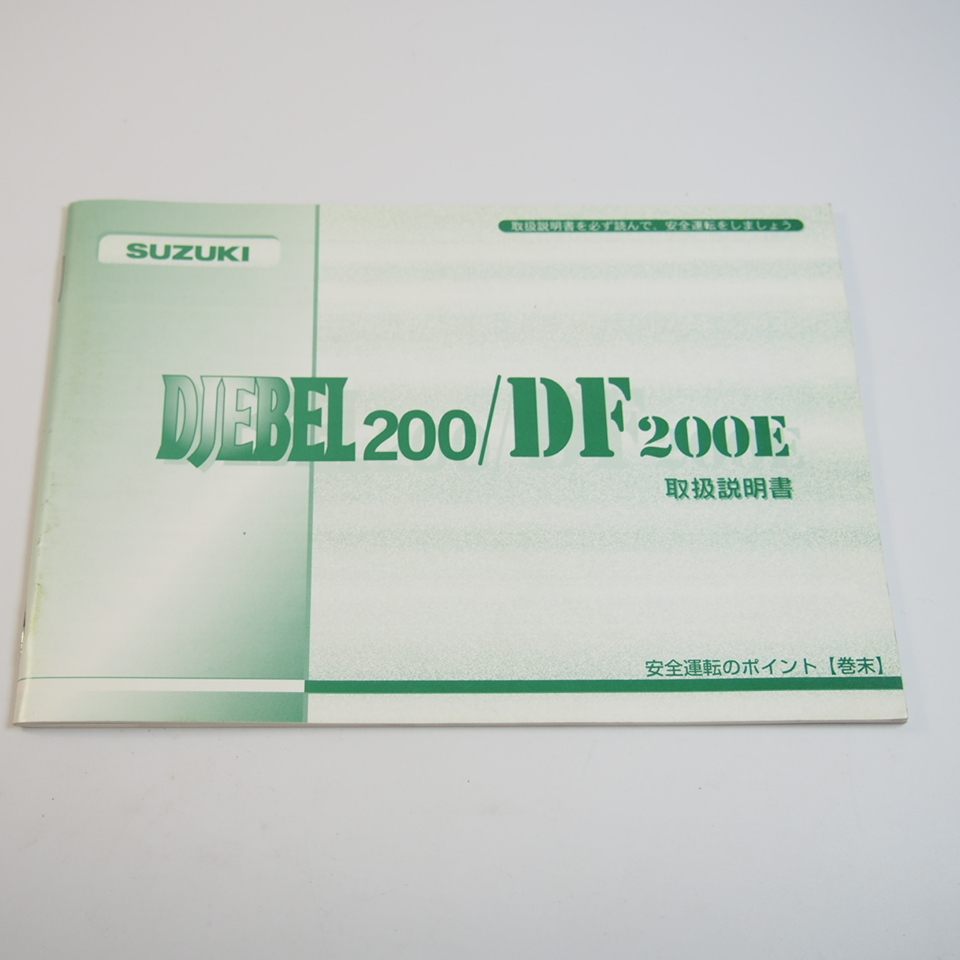 取扱説明書を必ず読んで、安全運転をしましょう
SUZUKI
DJEBEL200/DF200E
取扱説明書
安全運転のポイント【巻末】